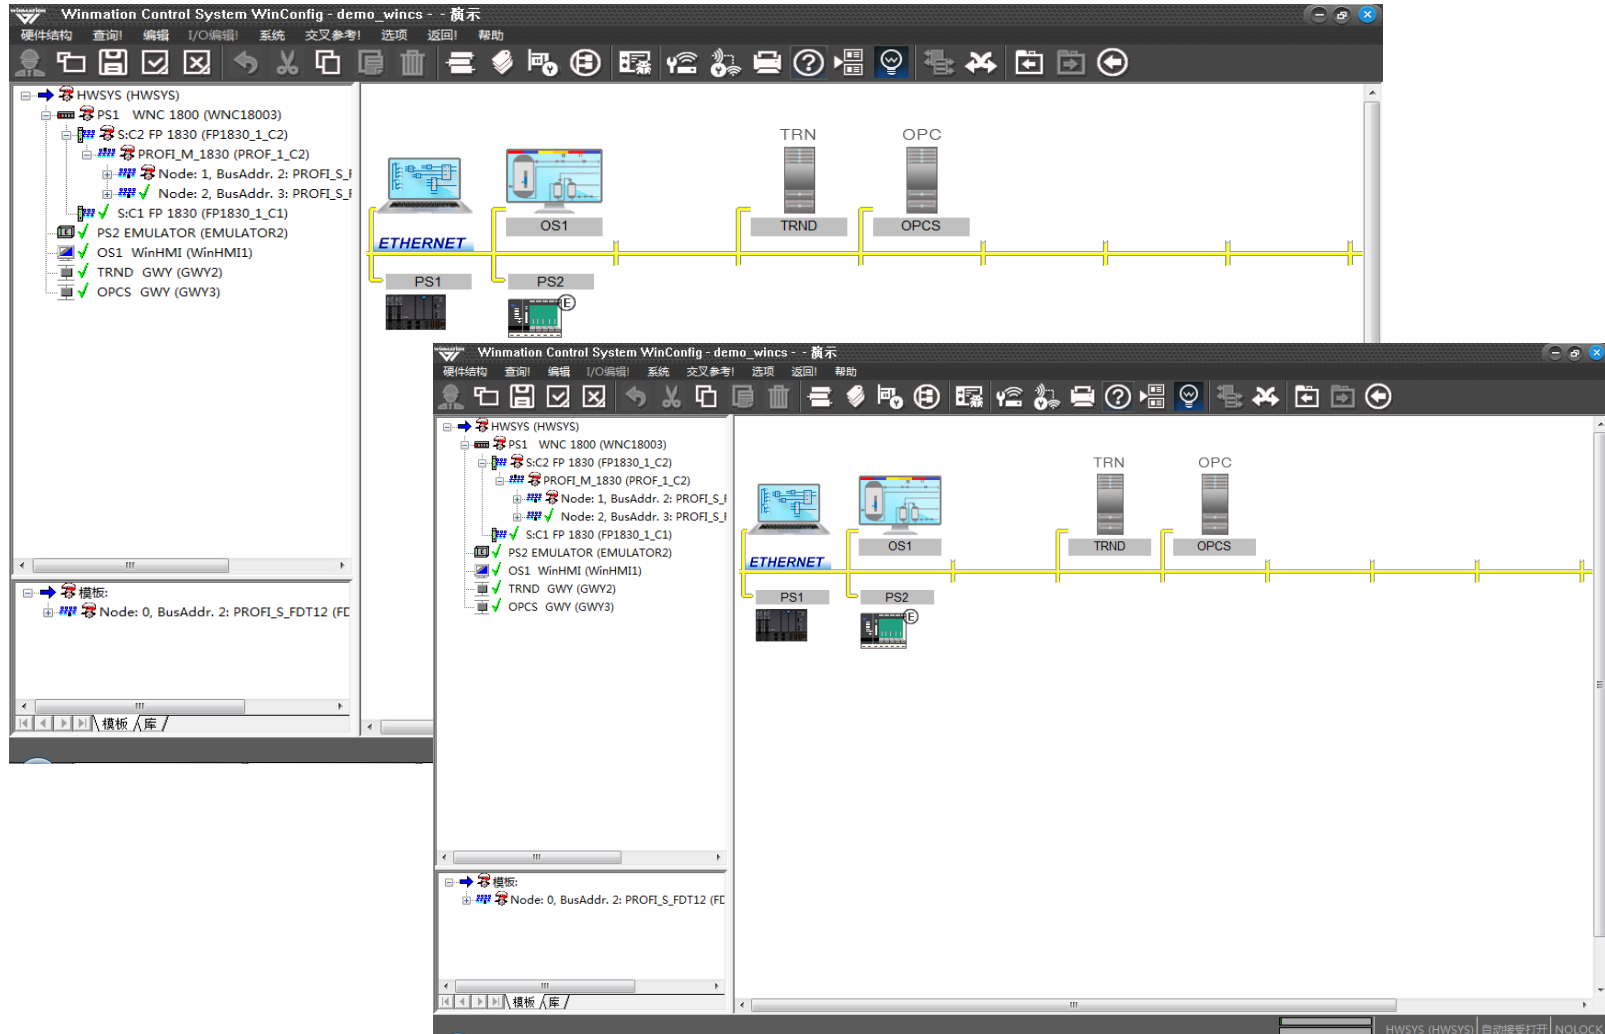 Winmation Control System WinConfig - demo_wincs - - 演示
硬件结构 查询! 编辑 I/O编辑! 系统 交叉参考! 选项 返回! 帮助
HWSYS (HWSYS)
PS1 WNC 1800 (WNC18003)
S:C2 FP 1830 (FP1830_1_C2)
PROFI_M_1830 (PROF_1_C2)
Node: 1, BusAddr. 2: PROFI_S_F
Node: 2, BusAddr. 3: PROFI_S_F
S:C1 FP 1830 (FP1830_1_C1)
PS2 EMULATOR (EMULATOR2)
OS1 WinHMI (WinHMI1)
TRND GWY (GWY2)
OPCS GWY (GWY3)
TRN OPC
OS1 TRND OPCS
ETHERNET
PS1 PS2
E
模板:
Node: 0, BusAddr. 2: PROFI_S_FDT12 (FD
模板 库
Winmation Control System WinConfig - demo_wincs - - 演示
硬件结构 查询! 编辑 I/O编辑! 系统 交叉参考! 选项 返回! 帮助
HWSYS (HWSYS)
PS1 WNC 1800 (WNC18003)
S:C2 FP 1830 (FP1830_1_C2)
PROFI_M_1830 (PROF_1_C2)
Node: 1, BusAddr. 2: PROFI_S_F
Node: 2, BusAddr. 3: PROFI_S_F
S:C1 FP 1830 (FP1830_1_C1)
PS2 EMULATOR (EMULATOR2)
OS1 WinHMI (WinHMI1)
TRND GWY (GWY2)
OPCS GWY (GWY3)
TRN OPC
OS1 TRND OPCS
ETHERNET
PS1 PS2
E
模板:
Node: 0, BusAddr. 2: PROFI_S_FDT12 (FD
模板 库
HWSYS (HWSYS) 自动接受打开 NOLOCK